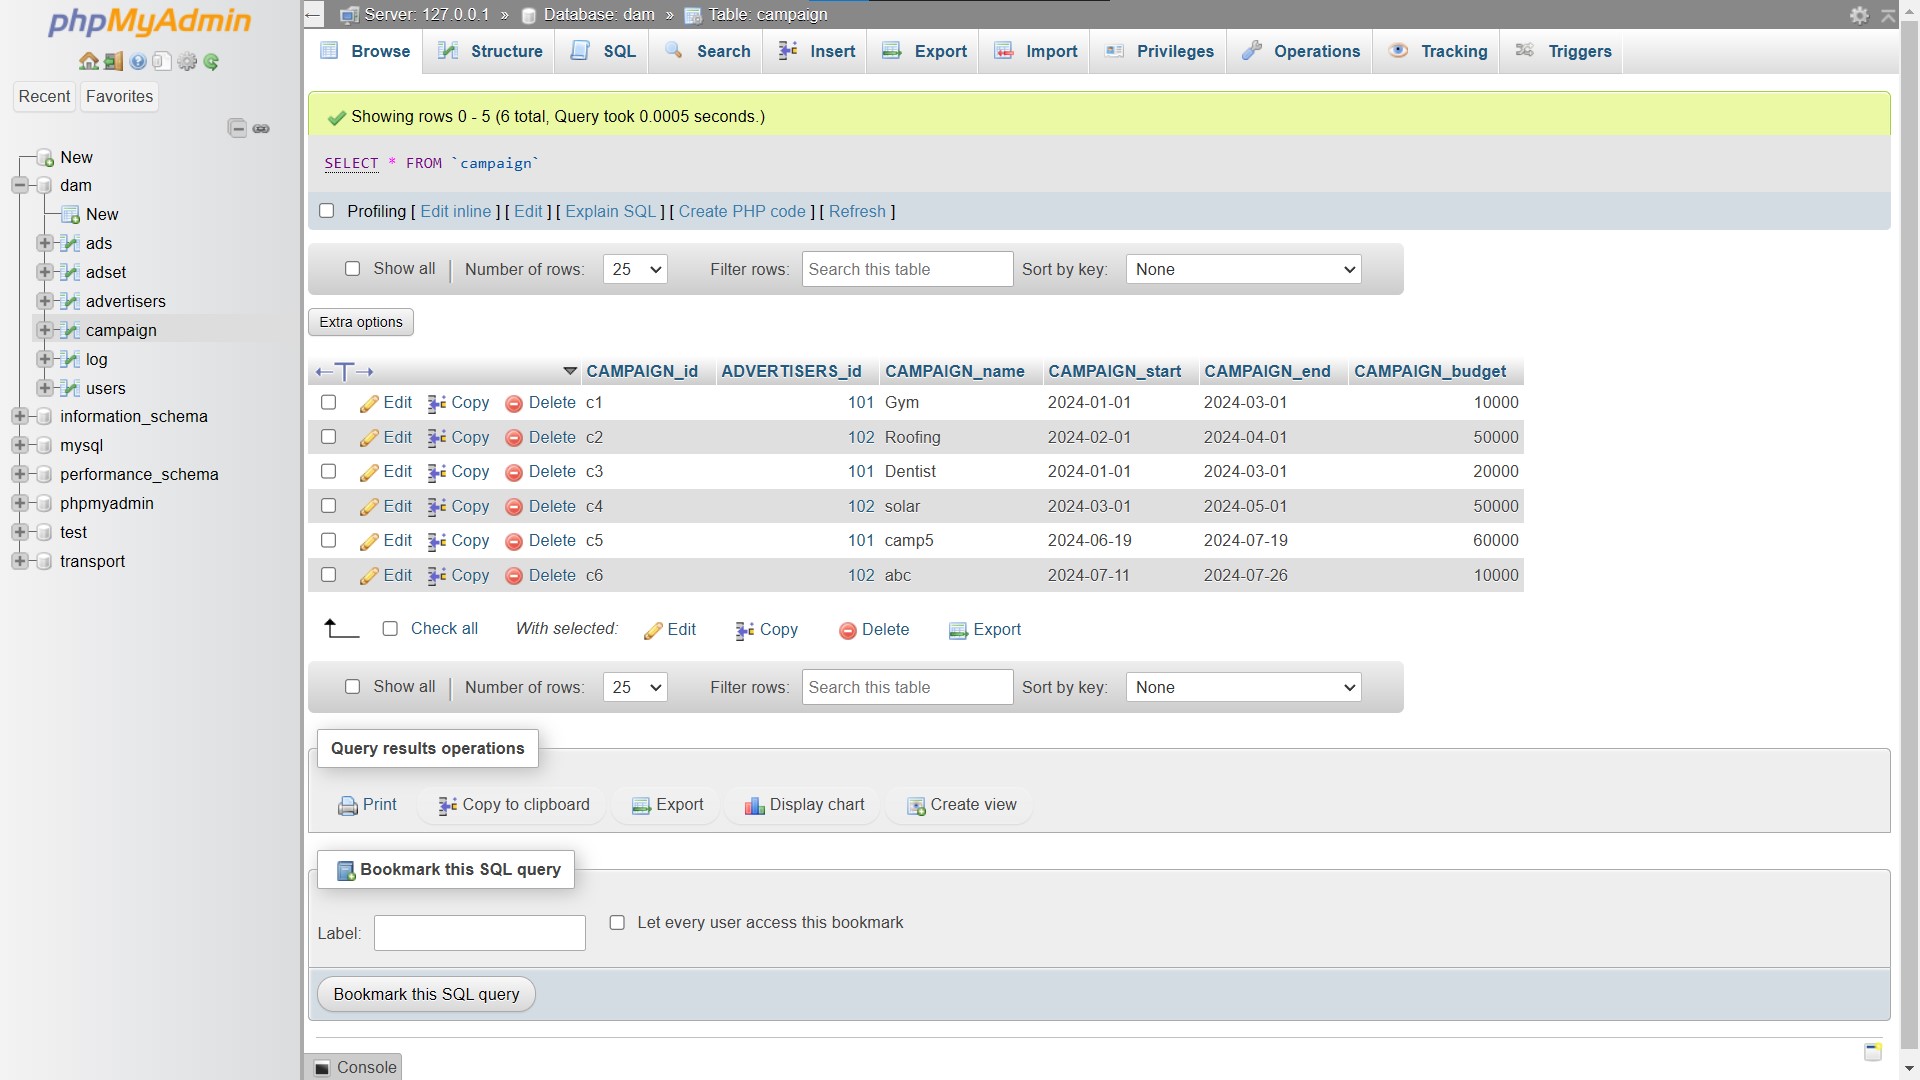 phpMyAdmin
Recent Favorites
New
dam
New
ads
adset
advertisers
campaign
log
users
information_schema
mysql
performance_schema
phpmyadmin
test
transport
Server: 127.0.0.1 » Database: dam » Table: campaign
Browse Structure SQL Search Insert Export Import Privileges Operations Tracking Triggers
Showing rows 0 - 5 (6 total, Query took 0.0005 seconds.)
SELECT * FROM `campaign`
Profiling [ Edit inline ] [ Edit ] [ Explain SQL ] [ Create PHP code ] [ Refresh ]
Show all Number of rows: 25 Filter rows: Search this table Sort by key: None
Extra options
←T→ CAMPAIGN_id ADVERTISERS_id CAMPAIGN_name CAMPAIGN_start CAMPAIGN_end CAMPAIGN_budget
Edit Copy Delete c1 101 Gym 2024-01-01 2024-03-01 10000
Edit Copy Delete c2 102 Roofing 2024-02-01 2024-04-01 50000
Edit Copy Delete c3 101 Dentist 2024-01-01 2024-03-01 20000
Edit Copy Delete c4 102 solar 2024-03-01 2024-05-01 50000
Edit Copy Delete c5 101 camp5 2024-06-19 2024-07-19 60000
Edit Copy Delete c6 102 abc 2024-07-11 2024-07-26 10000
Check all With selected: Edit Copy Delete Export
Show all Number of rows: 25 Filter rows: Search this table Sort by key: None
Query results operations
Print Copy to clipboard Export Display chart Create view
Bookmark this SQL query
Label: Let every user access this bookmark
Bookmark this SQL query
Console